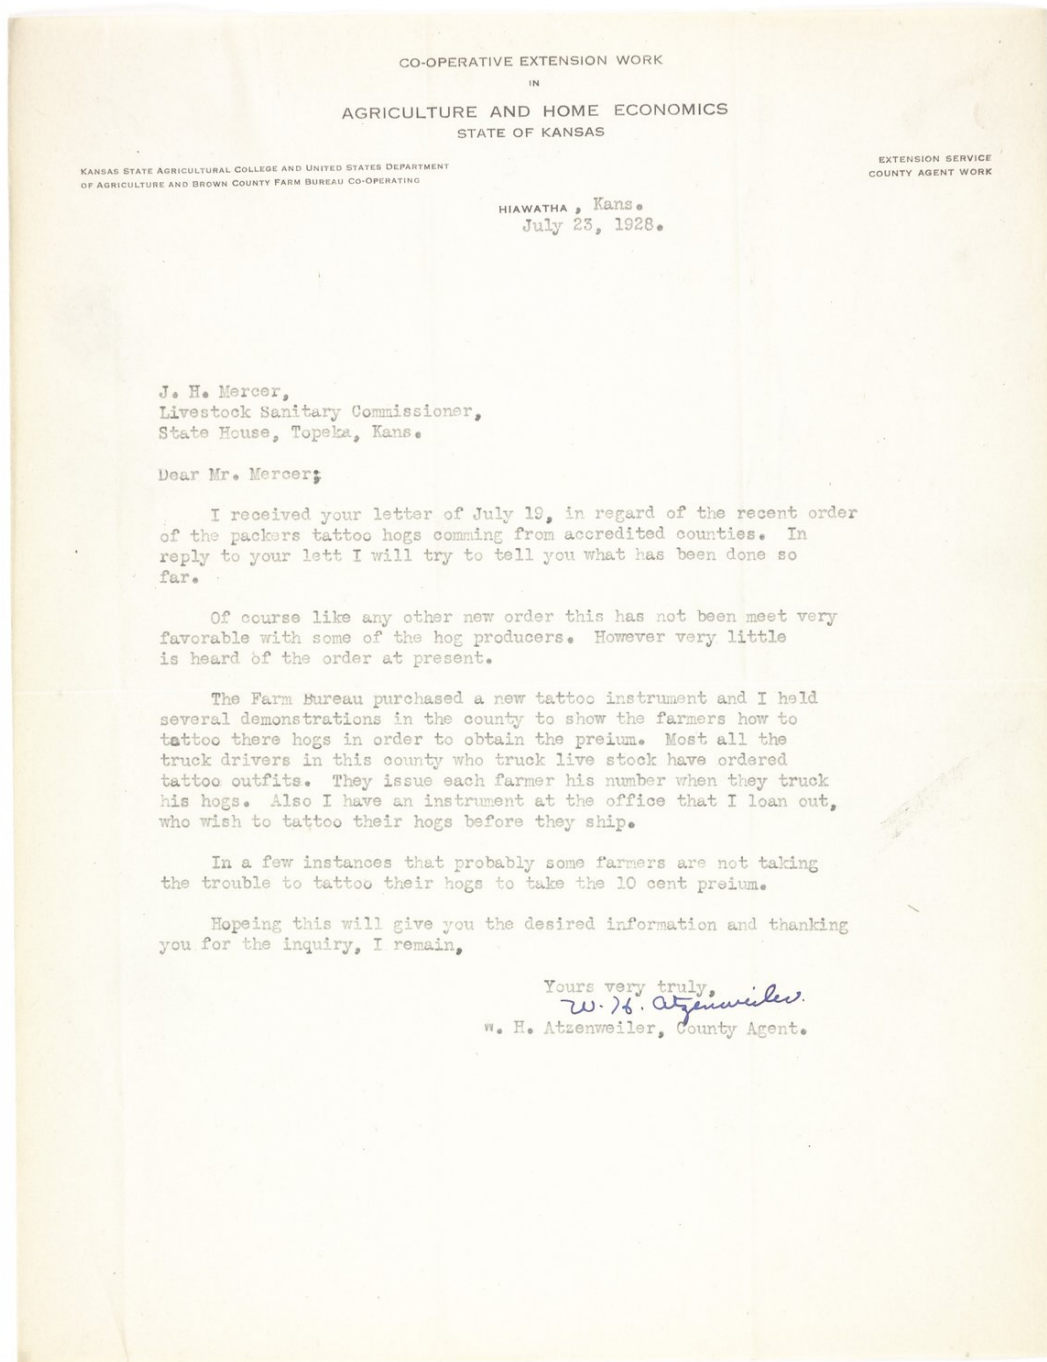 CO-OPERATIVE EXTENSION WORK
IN
AGRICULTURE AND HOME ECONOMICS
STATE OF KANSAS
KANSAS STATE AGRICULTURAL COLLEGE AND UNITED STATES DEPARTMENT
OF AGRICULTURE AND BROWN COUNTY FARM BUREAU CO-OPERATING
EXTENSION SERVICE
COUNTY AGENT WORK
HIAWATHA, Kans.
July 23, 1928.
J. H. Mercer,
Livestock Sanitary Commissioner,
State House, Topeka, Kans.
Dear Mr. Mercer;
I received your letter of July 19, in regard of the recent order
of the packers tattoo hogs comming from accredited counties. In
reply to your lett I will try to tell you what has been done so
far.
Of course like any other new order this has not been meet very
favorable with some of the hog producers. However very little
is heard of the order at present.
The Farm Bureau purchased a new tattoo instrument and I held
several demonstrations in the county to show the farmers how to
tattoo there hogs in order to obtain the preium. Most all the
truck drivers in this county who truck live stock have ordered
tattoo outfits. They issue each farmer his number when they truck
his hogs. Also I have an instrument at the office that I loan out,
who wish to tattoo their hogs before they ship.
In a few instances that probably some farmers are not taking
the trouble to tattoo their hogs to take the 10 cent preium.
Hopeing this will give you the desired information and thanking
you for the inquiry, I remain,
Yours very truly,
W. H. Atzenweiler.
W. H. Atzenweiler, County Agent.